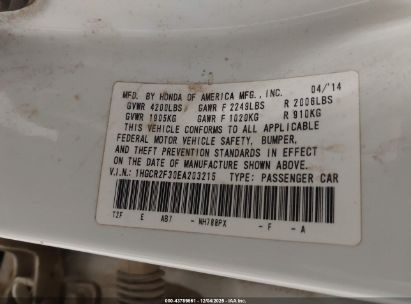 MFD. BY HONDA OF AMERICA MFG., INC. 04/'14
GVWR 4200LBS GAWR F 2249LBS R 2006LBS
GVWR 1905KG GAWR F 1020KG R 910KG
THIS VEHICLE CONFORMS TO ALL APPLICABLE
FEDERAL MOTOR VEHICLE SAFETY, BUMPER,
AND THEFT PREVENTION STANDARDS IN EFFECT
ON THE DATE OF MANUFACTURE SHOWN ABOVE.
V.I.N: 1HGCR2F30EA203215 TYPE: PASSENGER CAR
T2F E AB7 - NH788PX - F - A